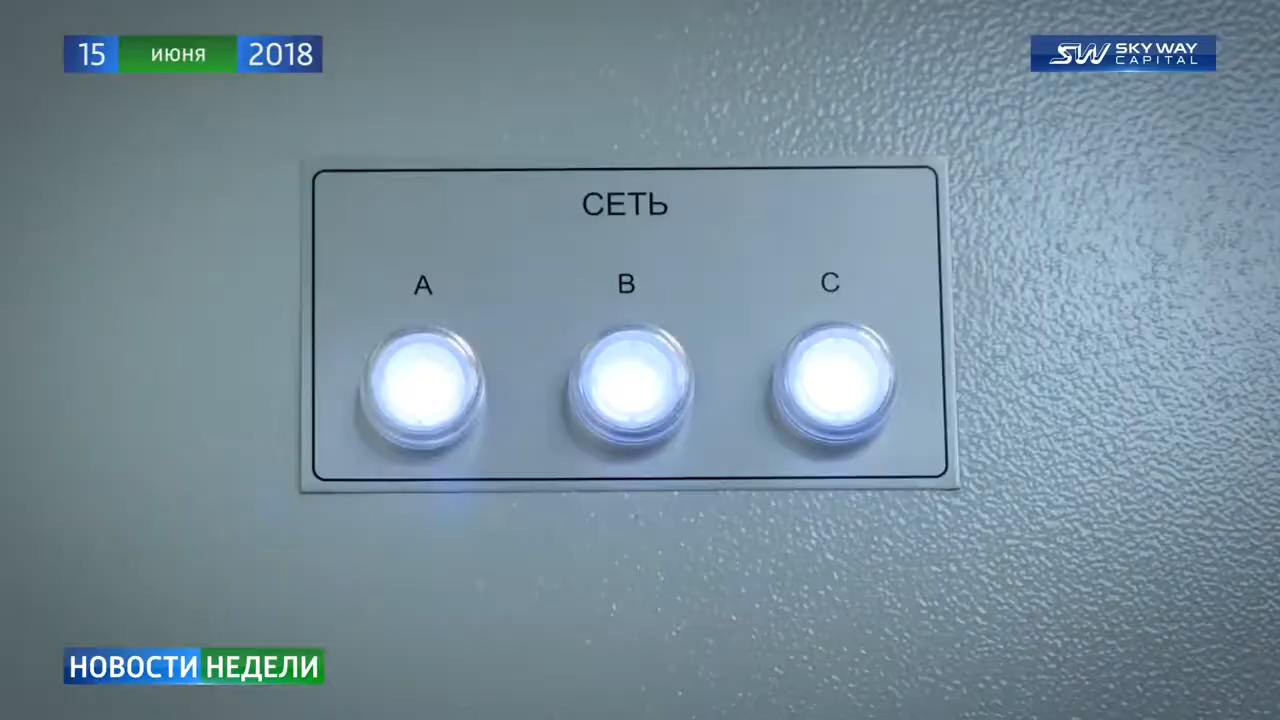 15 июня 2018
SW SKY WAY
CAPITAL
СЕТЬ
A B C
НОВОСТИ НЕДЕЛИ